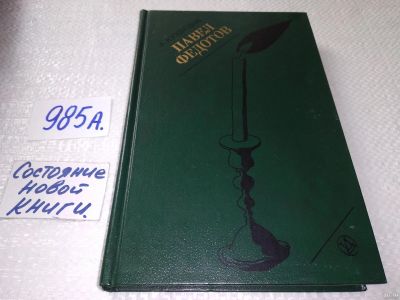 985А.
Состояние
новой
книги.
ПАВЕЛ
ФЕДОТОВ